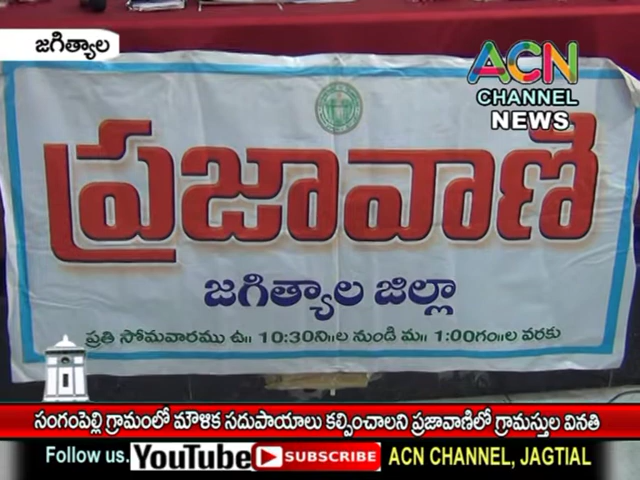 జగిత్యాల
ACN
CHANNEL
NEWS
ప్రజావాణి
జగిత్యాల జిల్లా
ప్రతి సోమవారము ఉ॥ 10:30ని॥ల నుండి మ॥ 1:00గం॥ల వరకు
సంగంపెల్లి గ్రామంలో మౌళిక సదుపాయాలు కల్పించాలని ప్రజావాణిలో గ్రామస్తుల వినతి
Follow us. YouTube SUBSCRIBE ACN CHANNEL, JAGTIAL